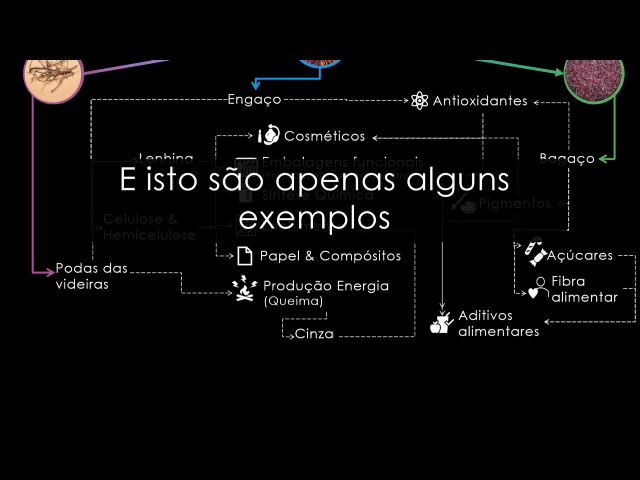 Engaço
Antioxidantes
Cosméticos
Lenhina
Embalagens funcionais
Bagaço
E isto são apenas alguns
exemplos
Síntese Química
Pigmentos
Celulose &
Hemicelulose
Papel & Compósitos
Açúcares
Podas das
videiras
Produção Energia
(Queima)
Fibra
alimentar
Aditivos
alimentares
Cinza